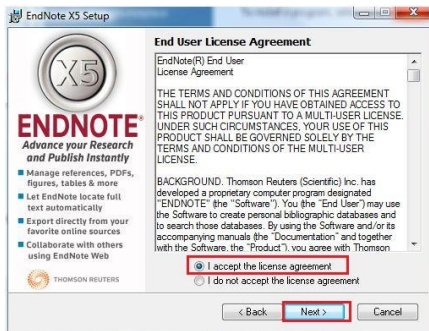 EndNote X5 Setup
X5
ENDNOTE®
Advance your Research
and Publish Instantly
Manage references, PDFs,
figures, tables & more
Let EndNote locate full
text automatically
Export directly from your
favorite online sources
Collaborate with others
using EndNote Web
THOMSON REUTERS
End User License Agreement
EndNote(R) End User
License Agreement
THE TERMS AND CONDITIONS OF THIS AGREEMENT
SHALL NOT APPLY IF YOU HAVE OBTAINED ACCESS TO
THIS PRODUCT PURSUANT TO A MULTI-USER LICENSE.
UNDER SUCH CIRCUMSTANCES, YOUR USE OF THIS
PRODUCT SHALL BE GOVERNED SOLELY BY THE
TERMS AND CONDITIONS OF THE MULTI-USER
LICENSE.
BACKGROUND. Thomson Reuters (Scientific) Inc. has
developed a proprietary computer program designated
"ENDNOTE" (the "Software"). You (the "End User") may use
the Software to create personal bibliographic databases and
to search those databases. By using the Software and/or its
accompanying manuals (the "Documentation" and together
with the Software, the "Product"), you agree with Thomson
I accept the license agreement
I do not accept the license agreement
< Back
Next >
Cancel